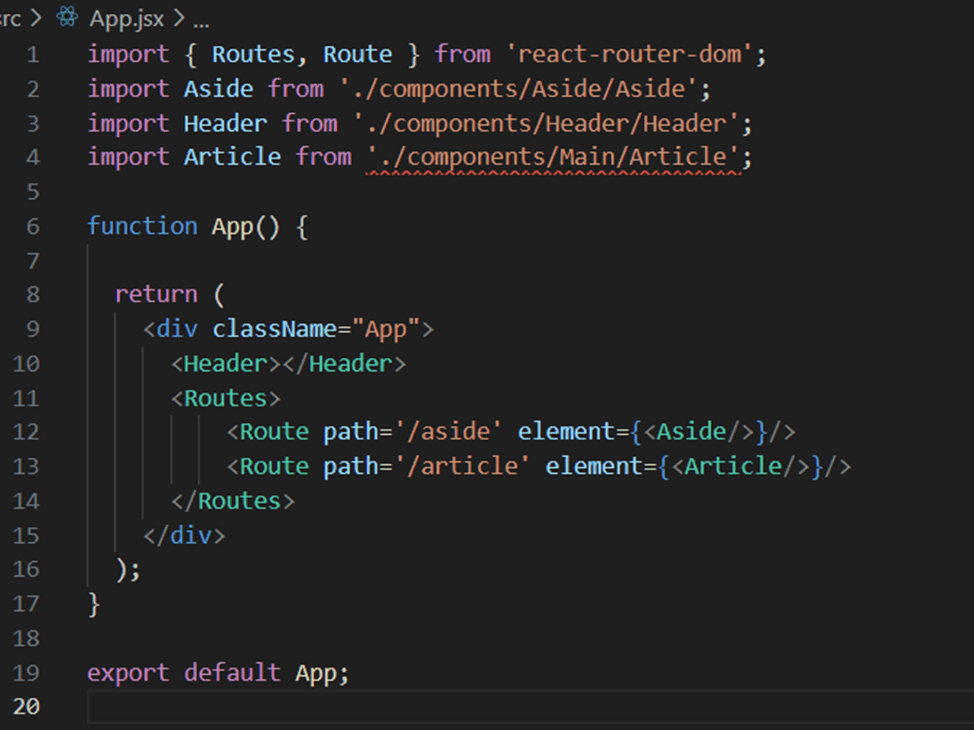 src > App.jsx > ...
1 import { Routes, Route } from 'react-router-dom';
2 import Aside from './components/Aside/Aside';
3 import Header from './components/Header/Header';
4 import Article from './components/Main/Article';
5
6 function App() {
7
8   return (
9     <div className="App">
10       <Header></Header>
11       <Routes>
12           <Route path='/aside' element={<Aside/>}/>
13           <Route path='/article' element={<Article/>}/>
14       </Routes>
15     </div>
16   );
17 }
18
19 export default App;
20